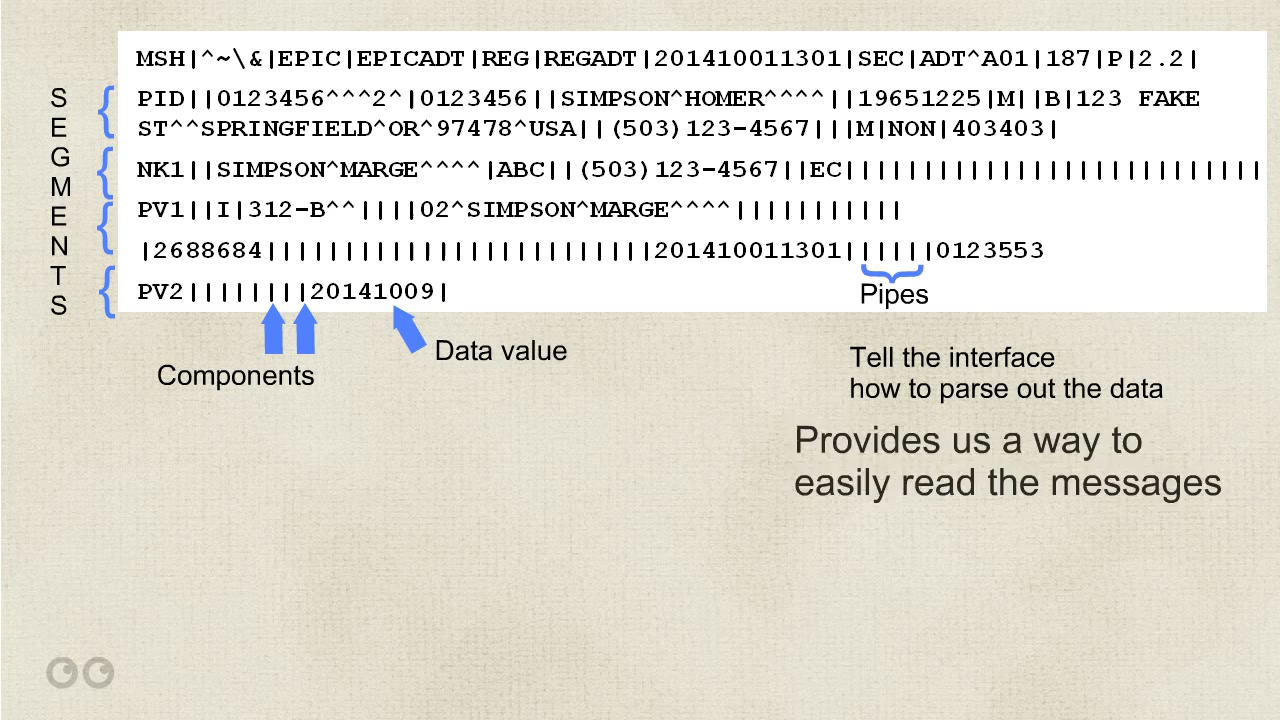 MSH|^~\&|EPIC|EPICADT|REG|REGADT|201410011301|SEC|ADT^A01|187|P|2.2|
PID||0123456^^^2^|0123456||SIMPSON^HOMER^^^^||19651225|M||B|123 FAKE
ST^^SPRINGFIELD^OR^97478^USA||(503)123-4567|||M|NON|403403|
NK1||SIMPSON^MARGE^^^^|ABC||(503)123-4567||EC|||||||||||||||||||||||||||
PV1||I|312-B^^||||02^SIMPSON^MARGE^^^^|||||||||||
|2688684|||||||||||||||||||||||||201410011301||||||0123553
PV2||||||||20141009|
SEGMENTS
Pipes
Components
Data value
Tell the interface
how to parse out the data
Provides us a way to
easily read the messages